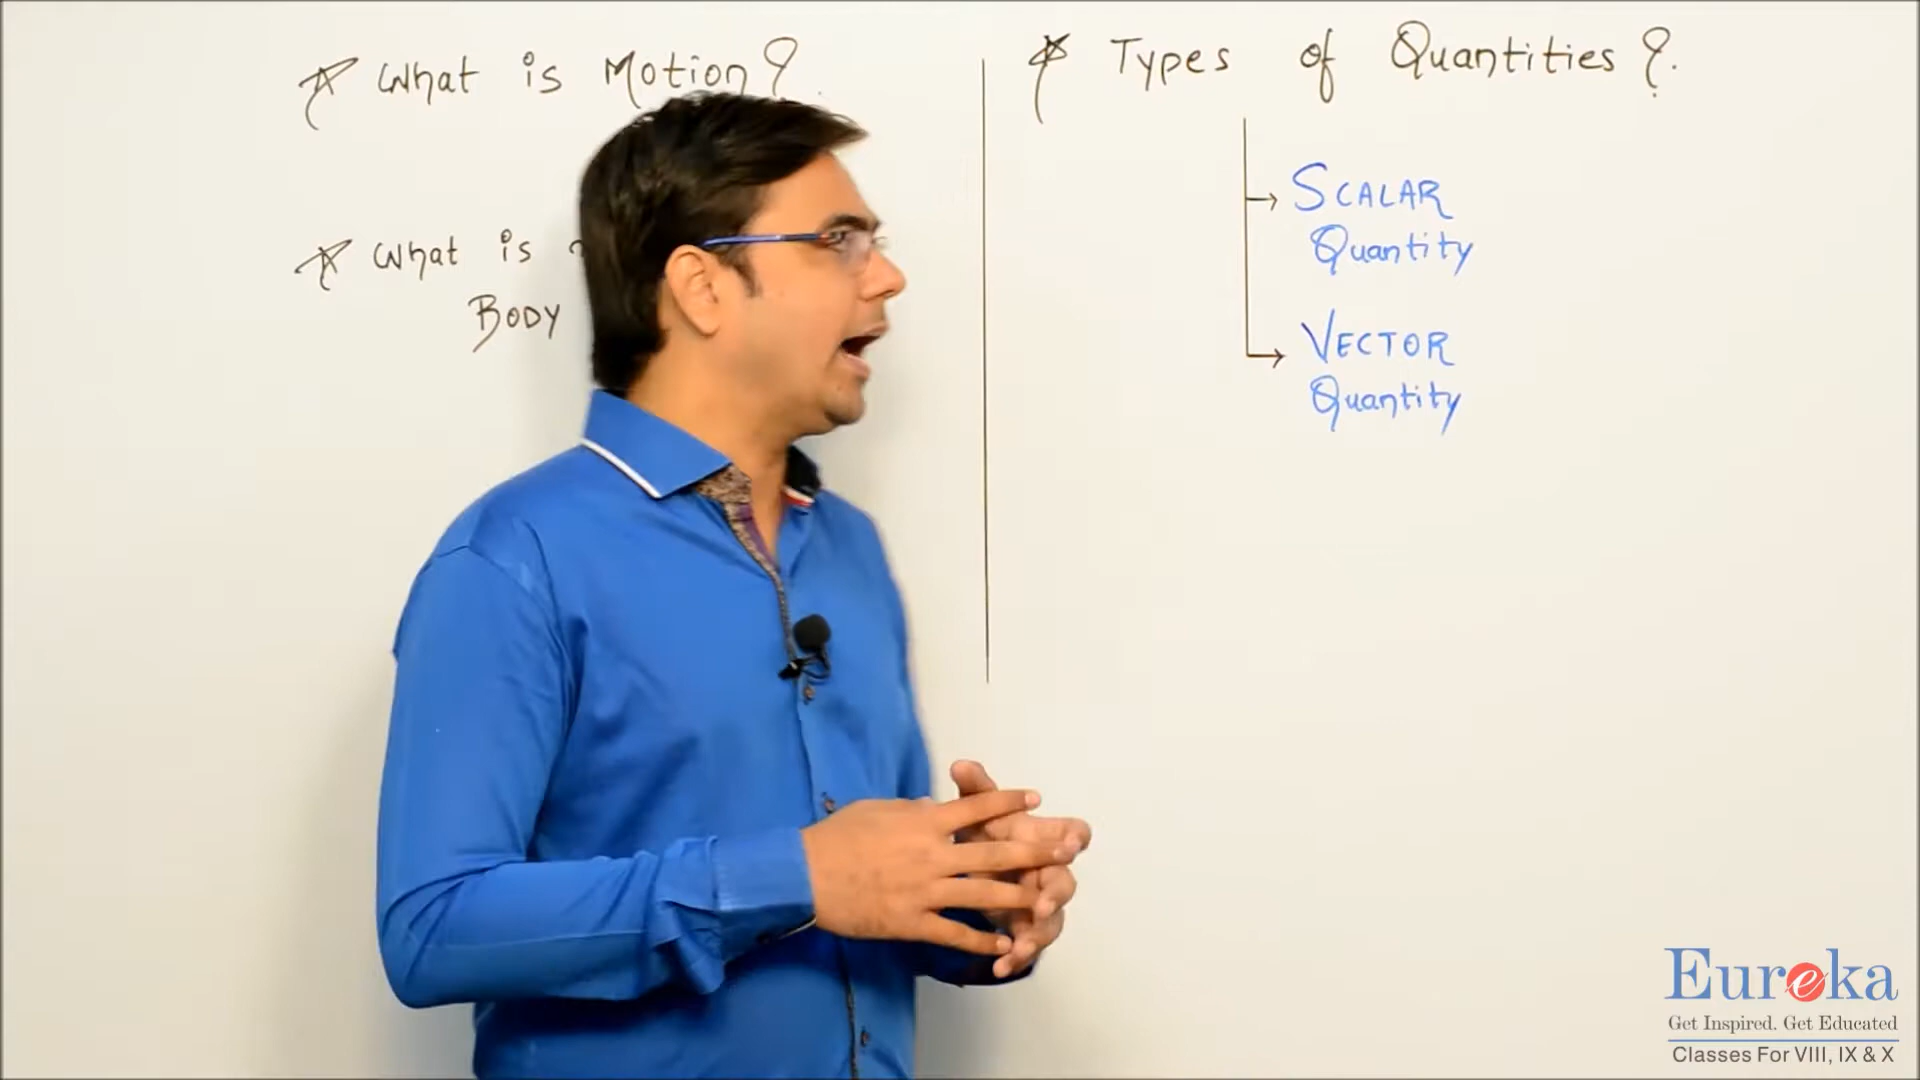 What is Motion?
What is
BODY
Types of Quantities?
SCALAR
Quantity
VECTOR
Quantity
Eureka
Get Inspired. Get Educated
Classes For VIII, IX & X